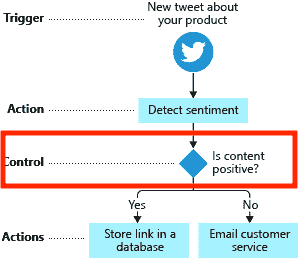 New tweet about
Trigger
your product
Action
Detect sentiment
Control
Is content
positive?
Yes
No
Actions
Store link in a
database
Email customer
service